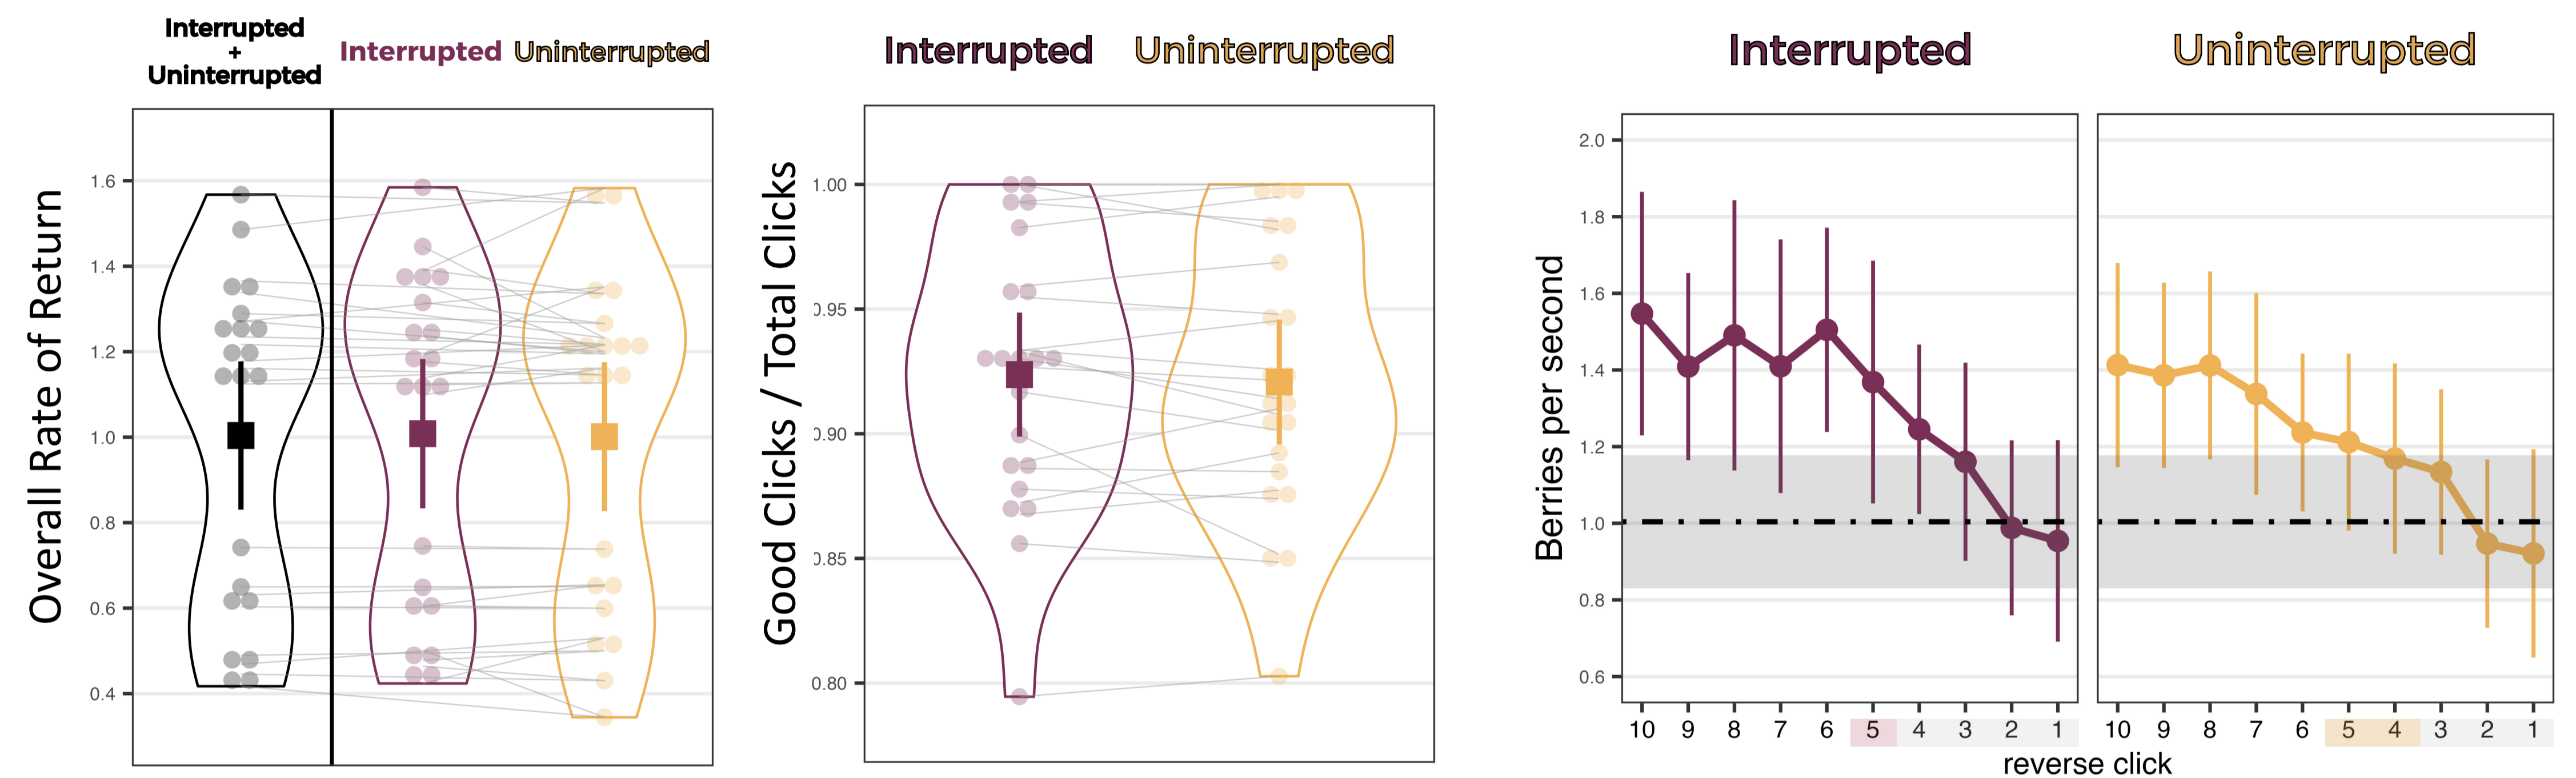 Interrupted
+
Uninterrupted
Interrupted
Uninterrupted
Overall Rate of Return
1.6
1.4
1.2
1.0
0.8
0.6
0.4
Interrupted
Uninterrupted
Good Clicks / Total Clicks
1.00
0.95
0.90
0.85
0.80
Interrupted
Uninterrupted
Berries per second
2.0
1.8
1.6
1.4
1.2
1.0
0.8
0.6
10 9 8 7 6 5 4 3 2 1
10 9 8 7 6 5 4 3 2 1
reverse click